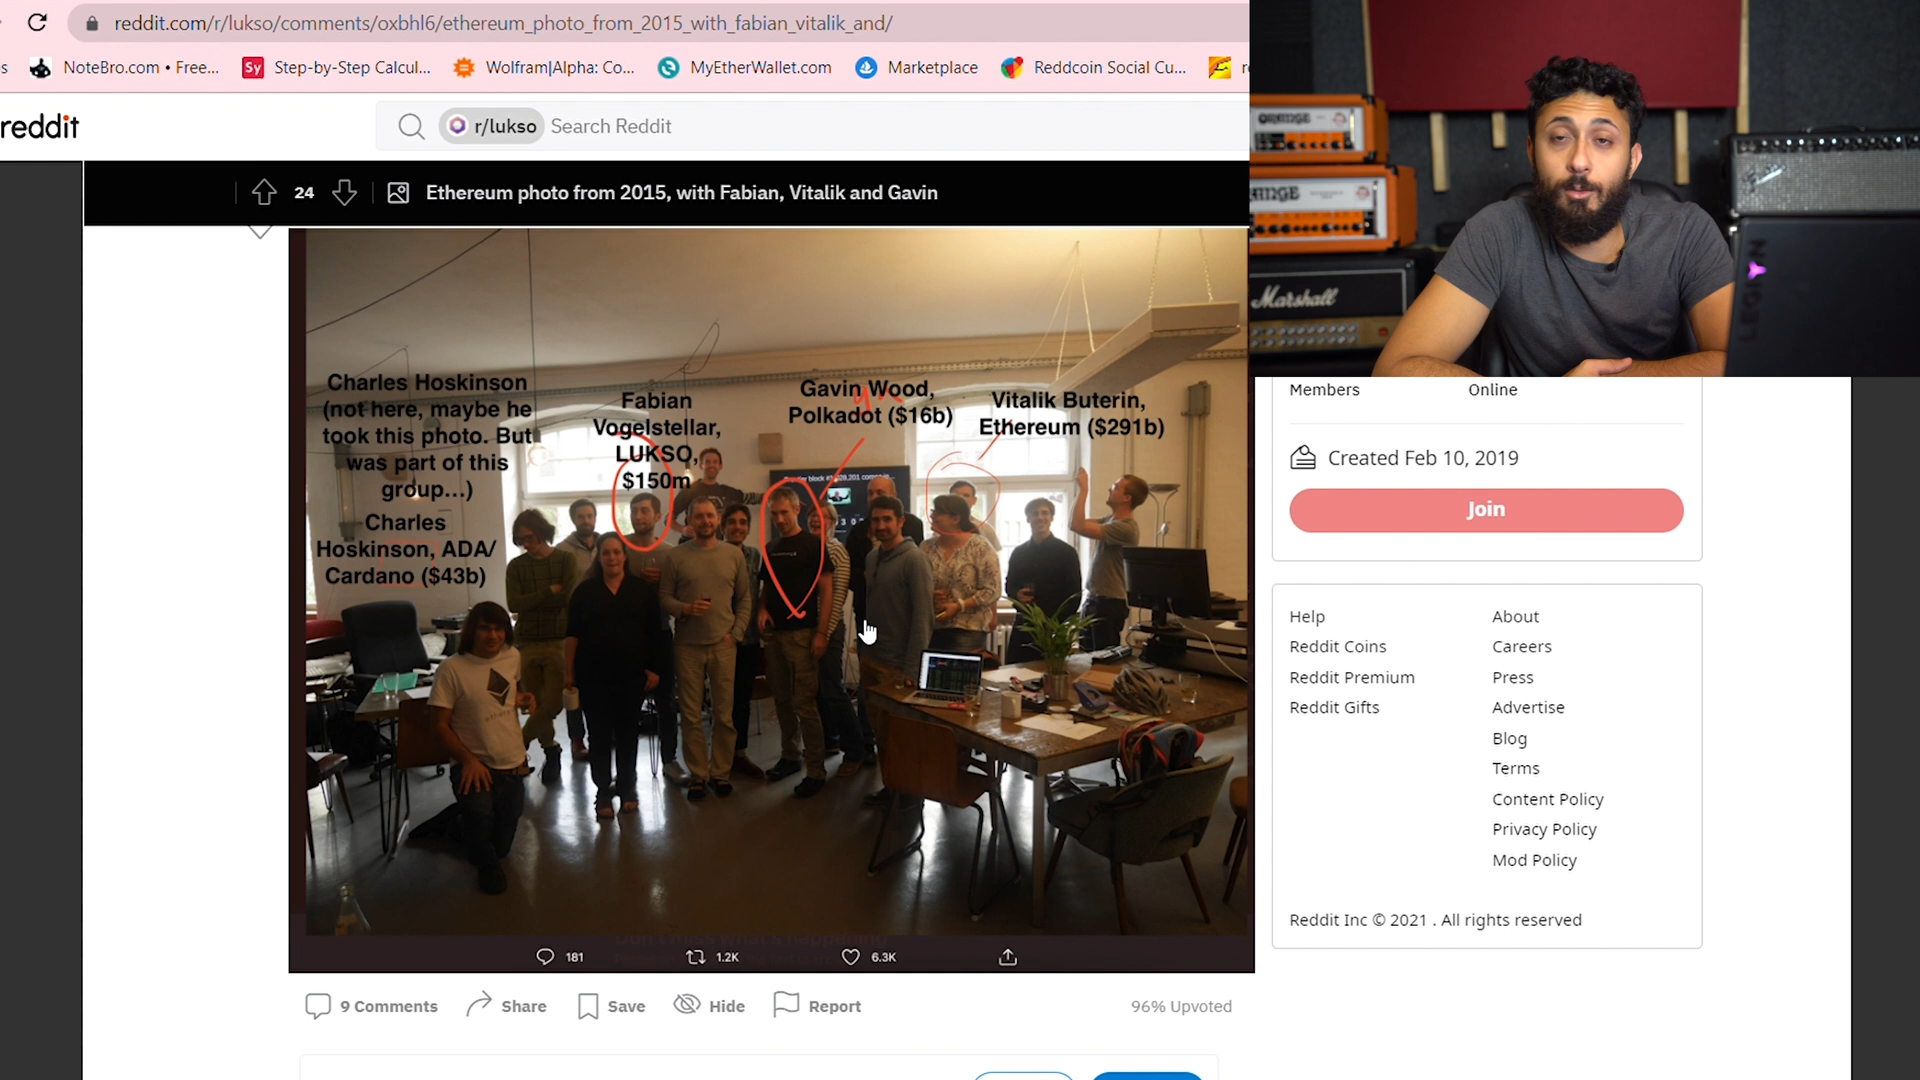 reddit.com/r/lukso/comments/oxbhl6/ethereum_photo_from_2015_with_fabian_vitalik_and/
NoteBro.com • Free...
Sy
Step-by-Step Calcul...
Wolfram|Alpha: Co...
MyEtherWallet.com
Marketplace
Reddcoin Social Cu...
reddit
r/lukso
Search Reddit
24
Ethereum photo from 2015, with Fabian, Vitalik and Gavin
Charles Hoskinson
(not here, maybe he
took this photo. But
was part of this
group...)
Charles
Hoskinson, ADA/
Cardano ($43b)
Fabian
Vogelstellar,
LUKSO,
$150m
Gavin Wood,
Polkadot ($16b)
Vitalik Buterin,
Ethereum ($291b)
181
1.2K
6.3K
9 Comments
Share
Save
Hide
Report
96% Upvoted
ORANGE
ORANGE
Marshall
Fender
LEGION
Members
Online
Created Feb 10, 2019
Join
Help
Reddit Coins
Reddit Premium
Reddit Gifts
About
Careers
Press
Advertise
Blog
Terms
Content Policy
Privacy Policy
Mod Policy
Reddit Inc © 2021 . All rights reserved